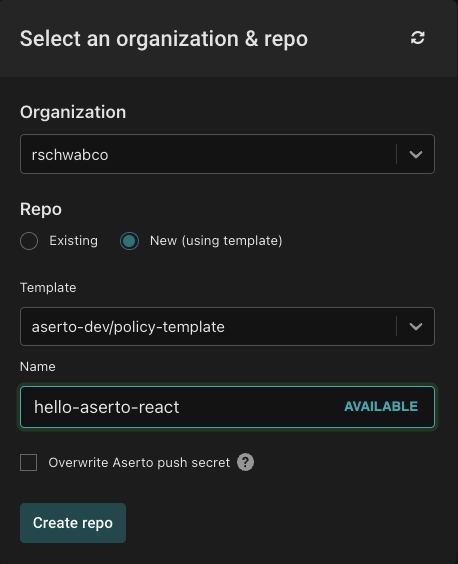 Select an organization & repo
Organization
rschwabco
Repo
Existing New (using template)
Template
aserto-dev/policy-template
Name
hello-aserto-react AVAILABLE
Overwrite Aserto push secret ?
Create repo